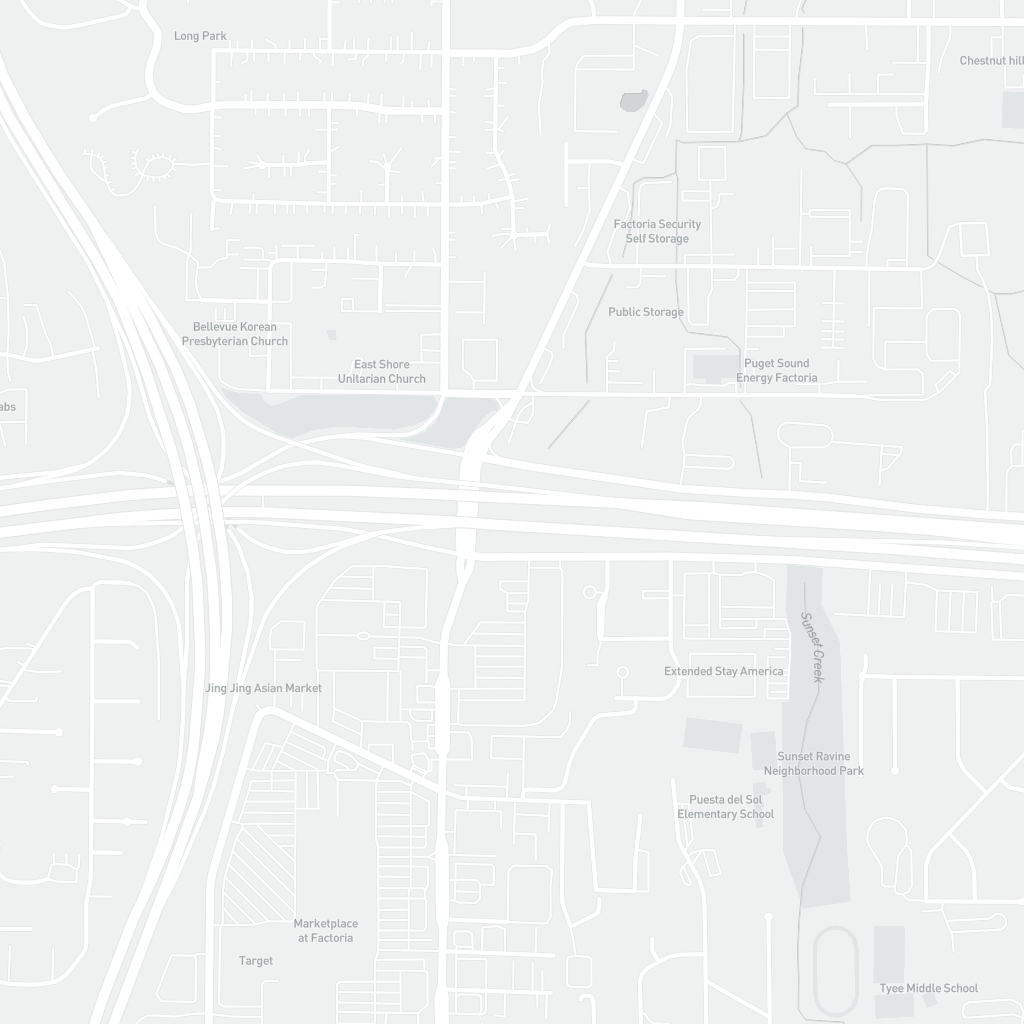 Long Park
Chestnut hill
Factoria Security
Self Storage
Public Storage
Bellevue Korean
Presbyterian Church
East Shore
Unitarian Church
Puget Sound
Energy Factoria
abs
Sunset Creek
Extended Stay America
Jing Jing Asian Market
Sunset Ravine
Neighborhood Park
Puesta del Sol
Elementary School
Marketplace
at Factoria
Target
Tyee Middle School